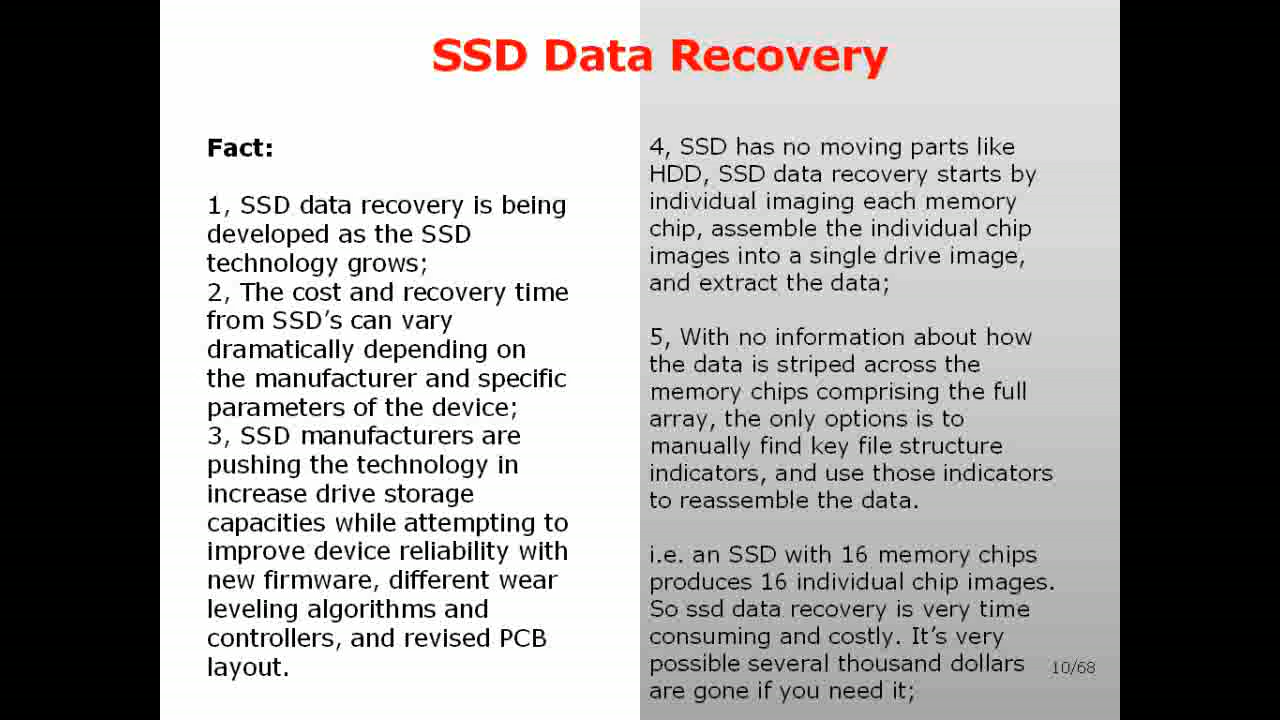 SSD Data Recovery
Fact:
1, SSD data recovery is being
developed as the SSD
technology grows;
2, The cost and recovery time
from SSD’s can vary
dramatically depending on
the manufacturer and specific
parameters of the device;
3, SSD manufacturers are
pushing the technology in
increase drive storage
capacities while attempting to
improve device reliability with
new firmware, different wear
leveling algorithms and
controllers, and revised PCB
layout.
4, SSD has no moving parts like
HDD, SSD data recovery starts by
individual imaging each memory
chip, assemble the individual chip
images into a single drive image,
and extract the data;
5, With no information about how
the data is striped across the
memory chips comprising the full
array, the only options is to
manually find key file structure
indicators, and use those indicators
to reassemble the data.
i.e. an SSD with 16 memory chips
produces 16 individual chip images.
So ssd data recovery is very time
consuming and costly. It’s very
possible several thousand dollars
are gone if you need it;
10/68